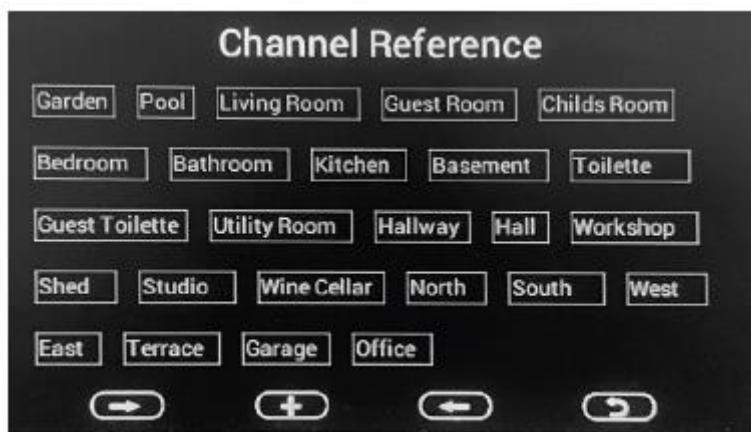 Channel Reference
Garden Pool Living Room Guest Room Childs Room
Bedroom Bathroom Kitchen Basement Toilette
Guest Toilette Utility Room Hallway Hall Workshop
Shed Studio Wine Cellar North South West
East Terrace Garage Office